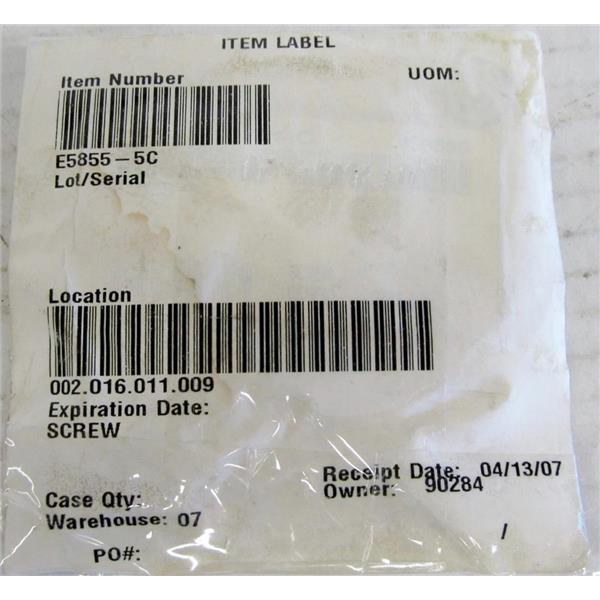 ITEM LABEL
Item Number UOM:
E5855-5C
Lot/Serial
Location
002.016.011.009
Expiration Date:
SCREW
Receipt Date: 04/13/07
Case Qty: Owner: 90284
Warehouse: 07
/
PO#: